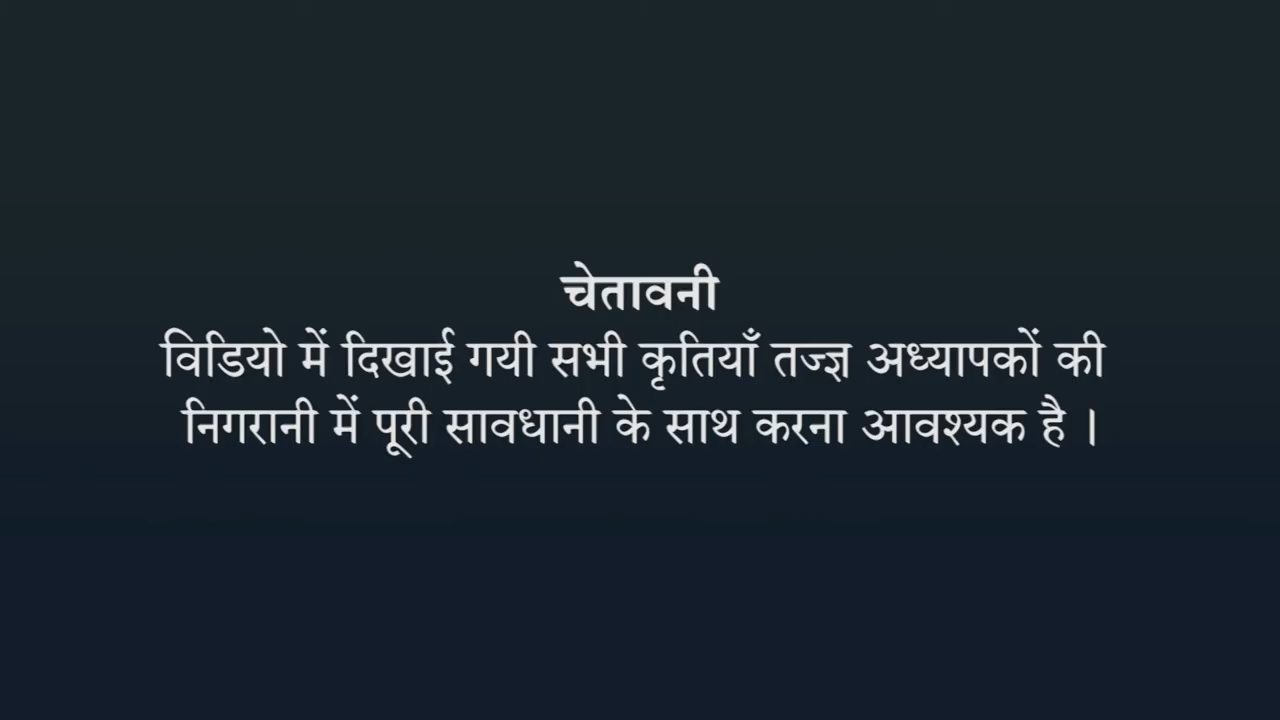 चेतावनी
विडियो में दिखाई गयी सभी कृतियाँ तज्ज्ञ अध्यापकों की
निगरानी में पूरी सावधानी के साथ करना आवश्यक है ।